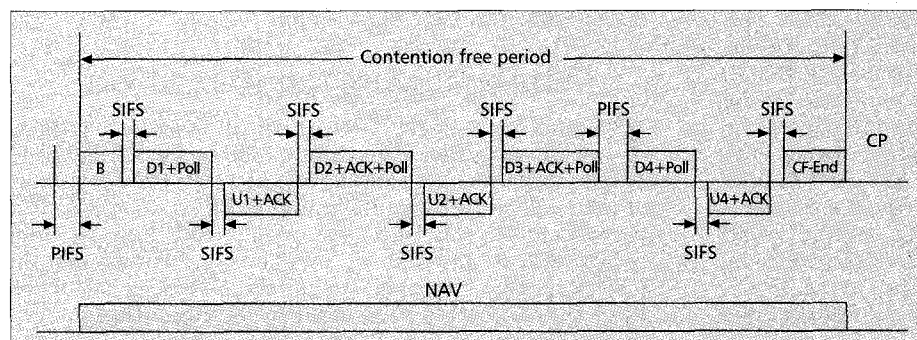 Contention free period
SIFS SIFS SIFS PIFS SIFS
CP
B D1+Poll D2+ACK+Poll D3+ACK+Poll D4+Poll CF-End
U1+ACK U2+ACK U4+ACK
PIFS SIFS SIFS SIFS
NAV